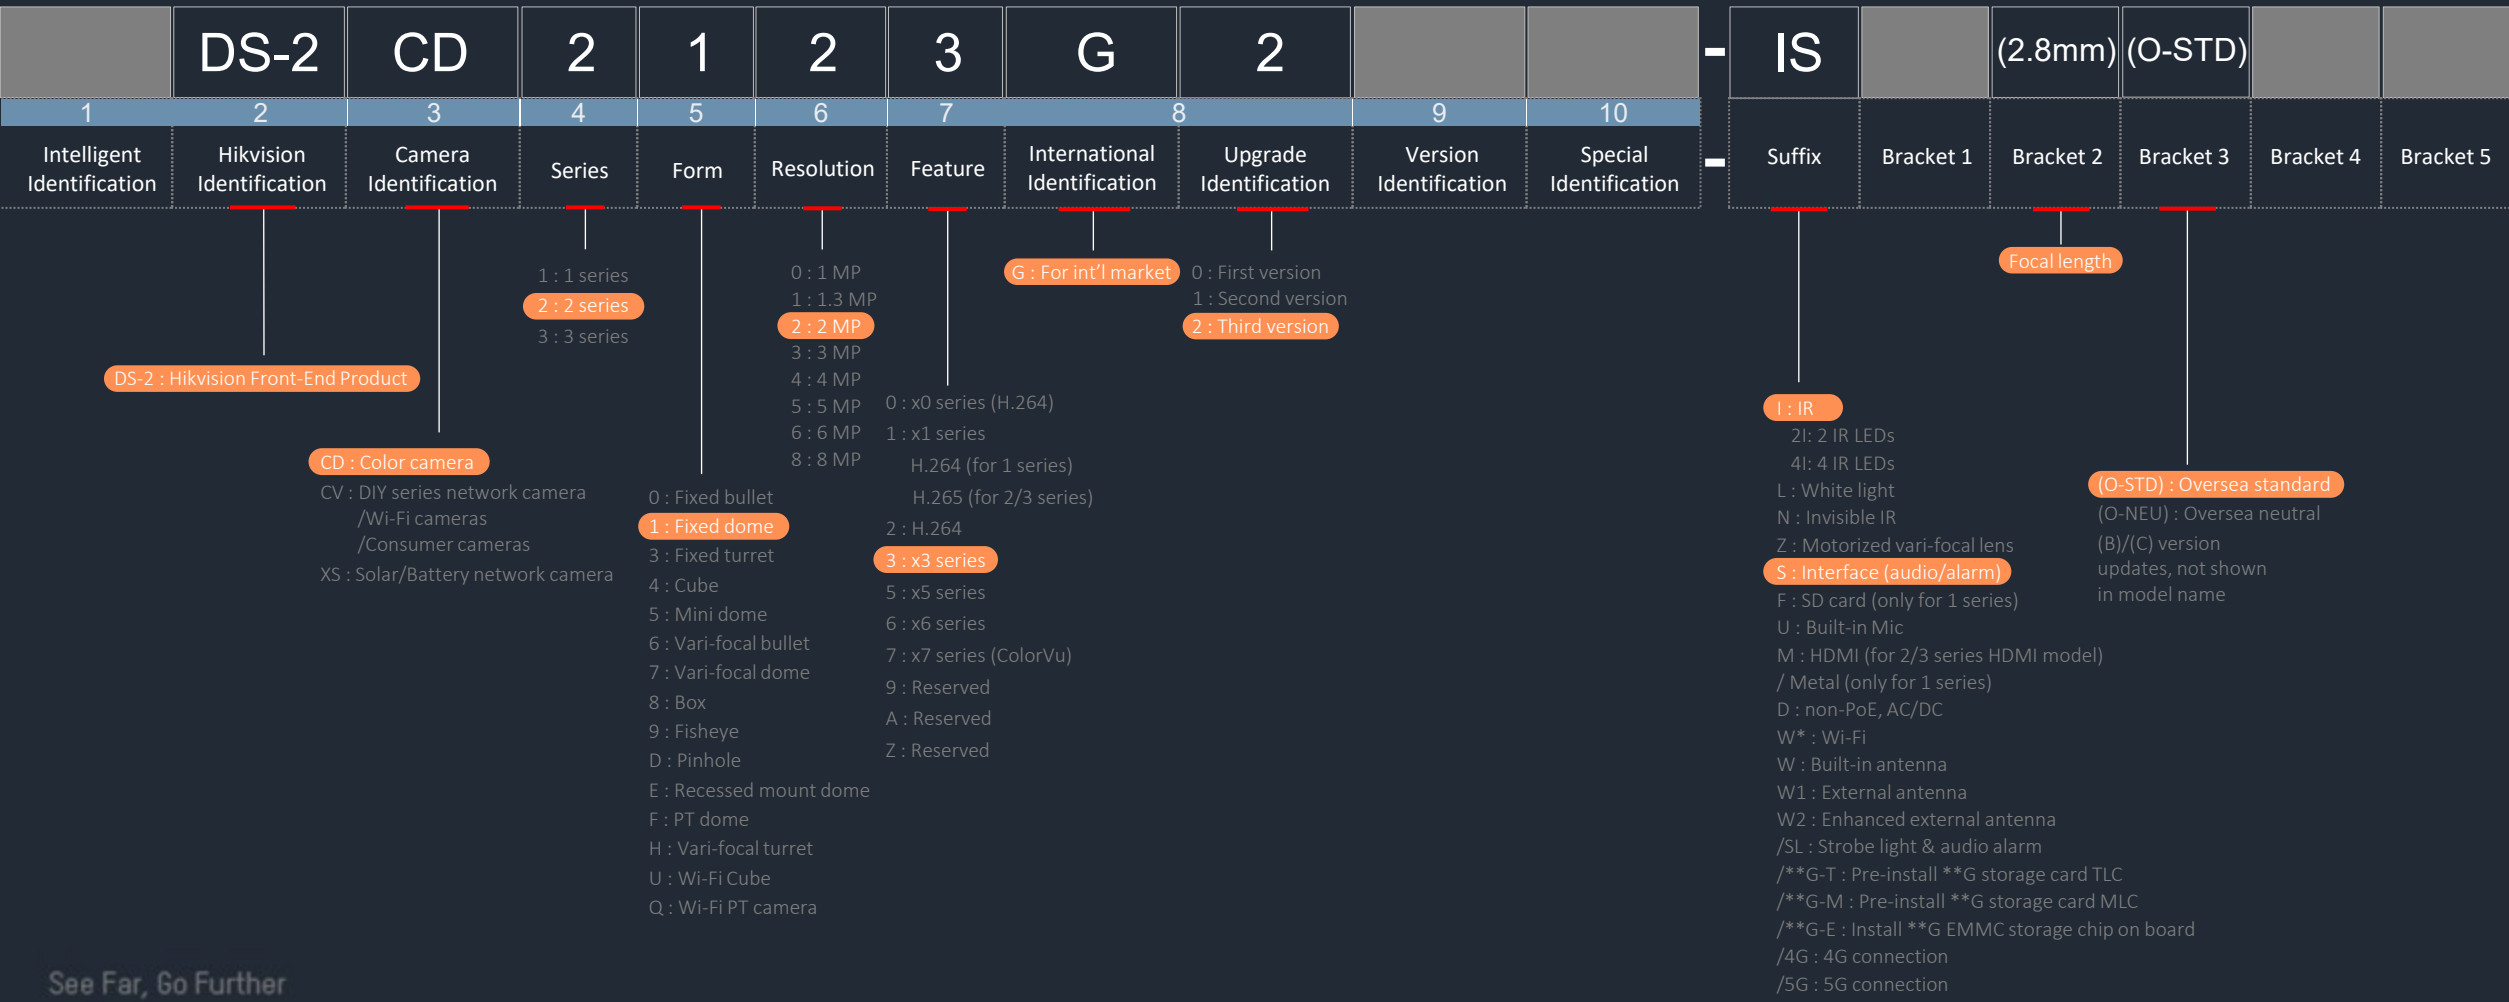 DS-2 CD 2 1 2 3 G 2 - IS (2.8mm) (O-STD)
1 2 3 4 5 6 7 8 9 10
Intelligent Identification
Hikvision Identification
Camera Identification
Series
Form
Resolution
Feature
International Identification
Upgrade Identification
Version Identification
Special Identification
-
Suffix
Bracket 1
Bracket 2
Bracket 3
Bracket 4
Bracket 5
DS-2 : Hikvision Front-End Product
CD : Color camera
CV : DIY series network camera
/Wi-Fi cameras
/Consumer cameras
XS : Solar/Battery network camera
1 : 1 series
2 : 2 series
3 : 3 series
0 : Fixed bullet
1 : Fixed dome
3 : Fixed turret
4 : Cube
5 : Mini dome
6 : Vari-focal bullet
7 : Vari-focal dome
8 : Box
9 : Fisheye
D : Pinhole
E : Recessed mount dome
F : PT dome
H : Vari-focal turret
U : Wi-Fi Cube
Q : Wi-Fi PT camera
0 : 1 MP
1 : 1.3 MP
2 : 2 MP
3 : 3 MP
4 : 4 MP
5 : 5 MP
6 : 6 MP
8 : 8 MP
0 : x0 series (H.264)
1 : x1 series
H.264 (for 1 series)
H.265 (for 2/3 series)
2 : H.264
3 : x3 series
5 : x5 series
6 : x6 series
7 : x7 series (ColorVu)
9 : Reserved
A : Reserved
Z : Reserved
G : For int'l market
0 : First version
1 : Second version
2 : Third version
I : IR
2I: 2 IR LEDs
4I: 4 IR LEDs
L : White light
N : Invisible IR
Z : Motorized vari-focal lens
S : Interface (audio/alarm)
F : SD card (only for 1 series)
U : Built-in Mic
M : HDMI (for 2/3 series HDMI model)
/ Metal (only for 1 series)
D : non-PoE, AC/DC
W* : Wi-Fi
W : Built-in antenna
W1 : External antenna
W2 : Enhanced external antenna
/SL : Strobe light & audio alarm
/**G-T : Pre-install **G storage card TLC
/**G-M : Pre-install **G storage card MLC
/**G-E : Install **G EMMC storage chip on board
/4G : 4G connection
/5G : 5G connection
Focal length
(O-STD) : Oversea standard
(O-NEU) : Oversea neutral
(B)/(C) version
updates, not shown
in model name
See Far, Go Further